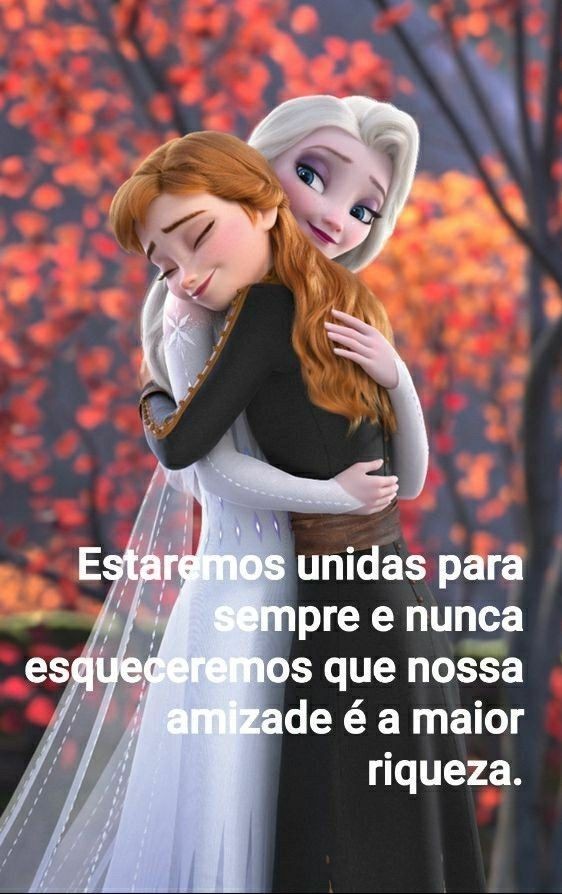 Estaremos unidas para
sempre e nunca
esqueceremos que nossa
amizade é a maior
riqueza.